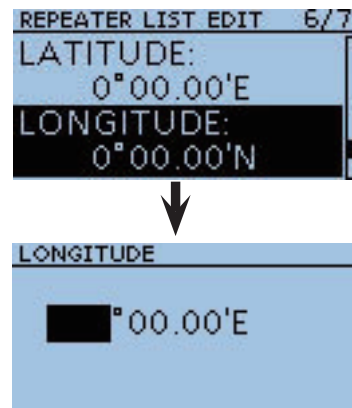 REPEATER LIST EDIT 6/7
LATITUDE:
0°00.00'E
LONGITUDE:
0°00.00'N
LONGITUDE
°00.00'E